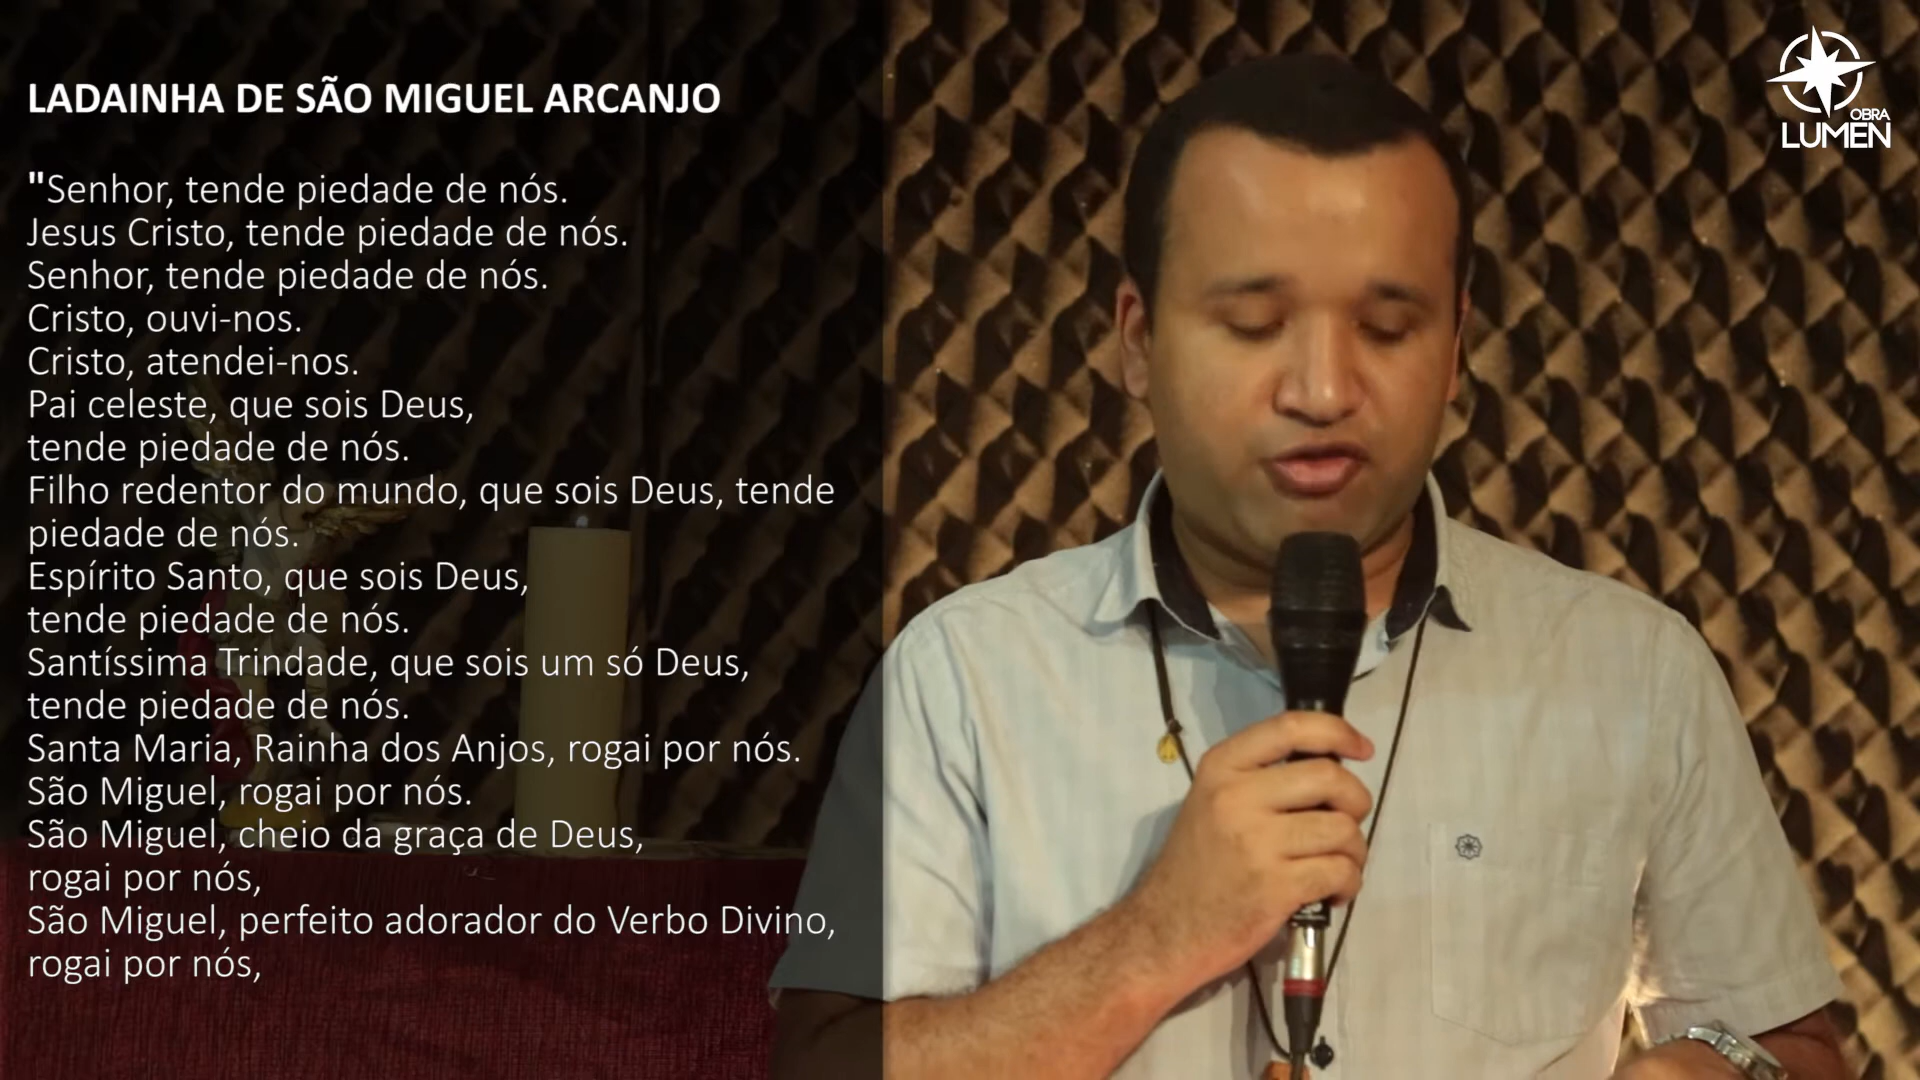 LADAINHA DE SÃO MIGUEL ARCANJO
"Senhor, tende piedade de nós.
Jesus Cristo, tende piedade de nós.
Senhor, tende piedade de nós.
Cristo, ouvi-nos.
Cristo, atendei-nos.
Pai celeste, que sois Deus,
tende piedade de nós.
Filho redentor do mundo, que sois Deus, tende
piedade de nós.
Espírito Santo, que sois Deus,
tende piedade de nós.
Santíssima Trindade, que sois um só Deus,
tende piedade de nós.
Santa Maria, Rainha dos Anjos, rogai por nós.
São Miguel, rogai por nós.
São Miguel, cheio da graça de Deus,
rogai por nós,
São Miguel, perfeito adorador do Verbo Divino,
rogai por nós,
OBRA
LUMEN